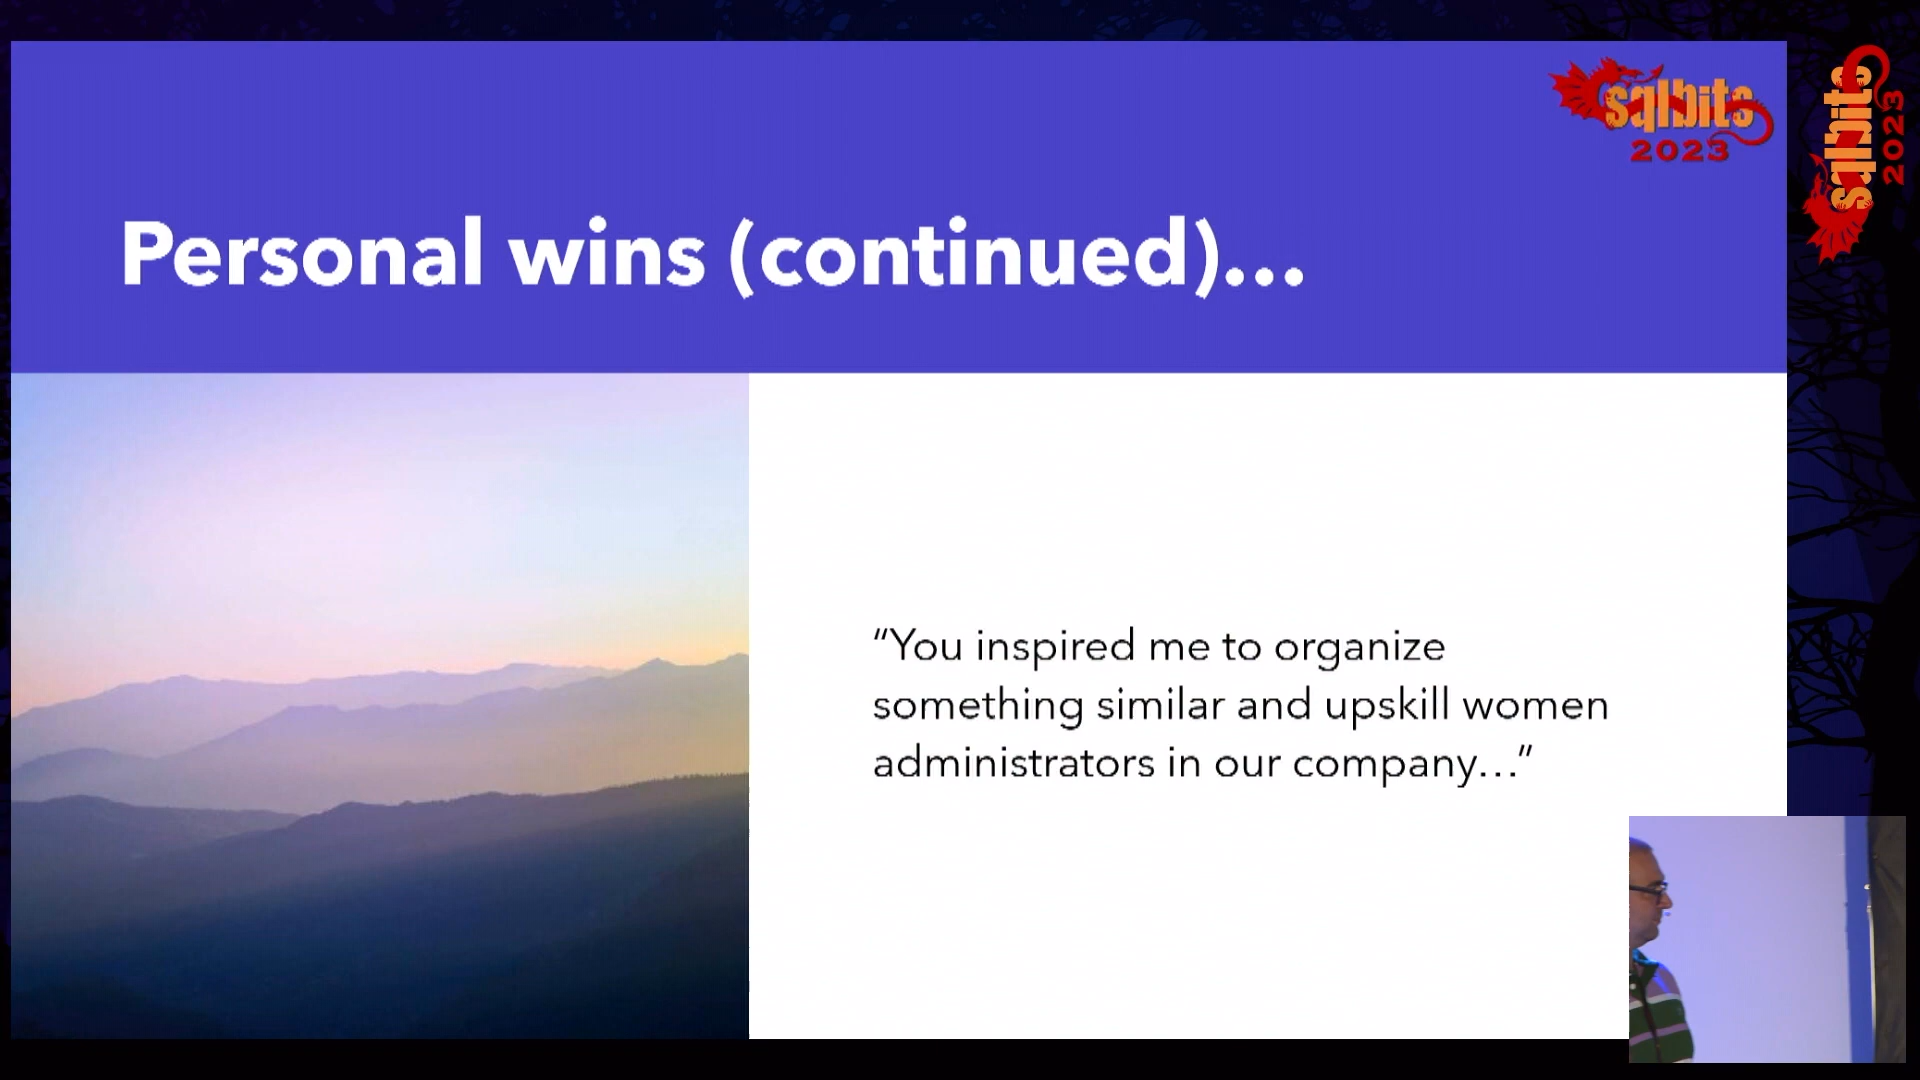 sqlbits
2023
sqlbits
2023
Personal wins (continued)...
“You inspired me to organize
something similar and upskill women
administrators in our company...”